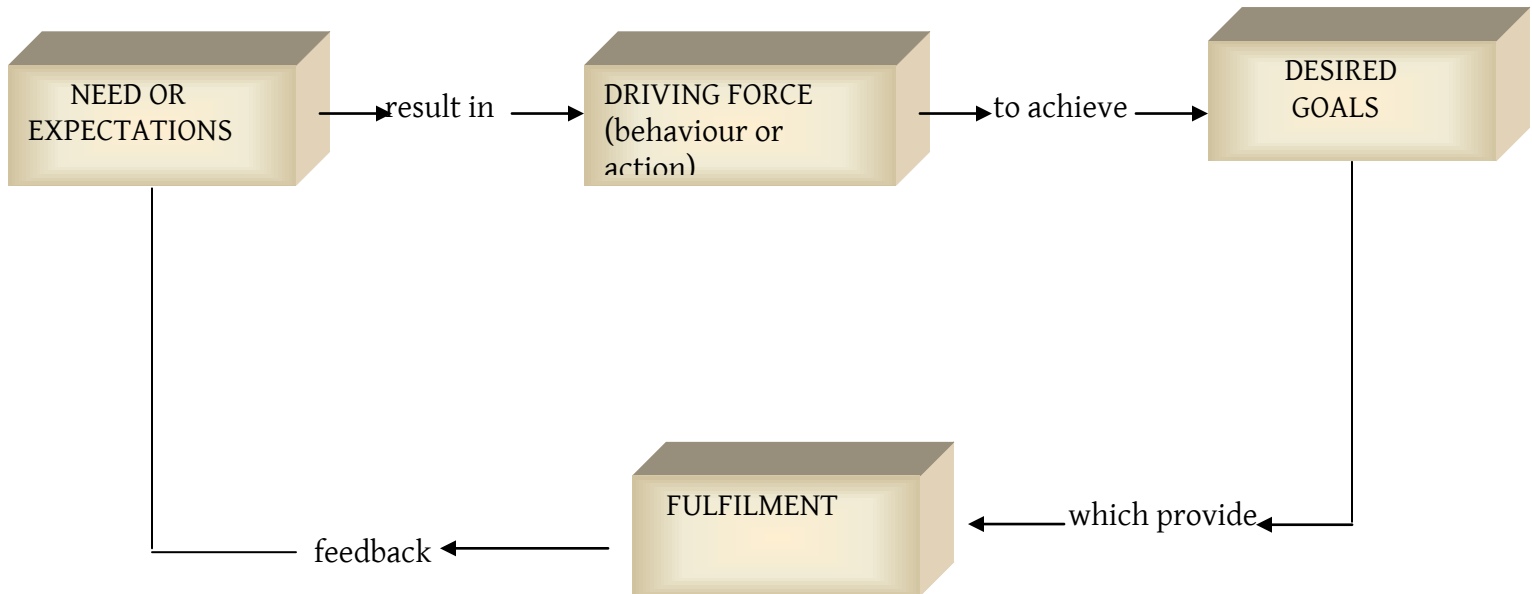 NEED OR
EXPECTATIONS
result in
DRIVING FORCE
(behaviour or
action)
to achieve
DESIRED
GOALS
which provide
FULFILMENT
feedback